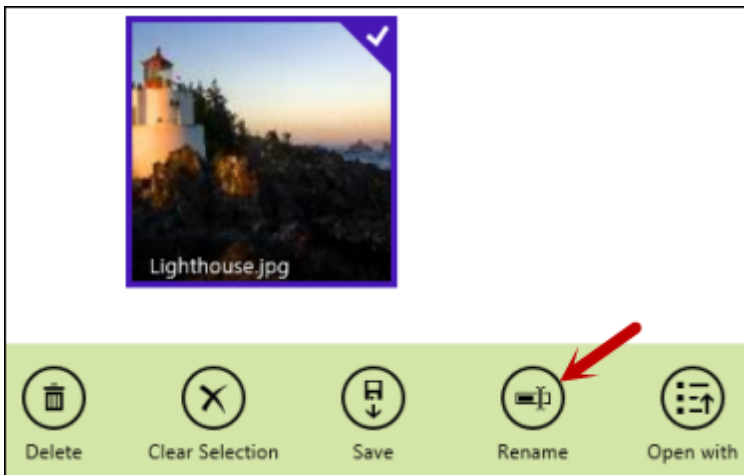 Lighthouse.jpg
Delete
Clear Selection
Save
Rename
Open with